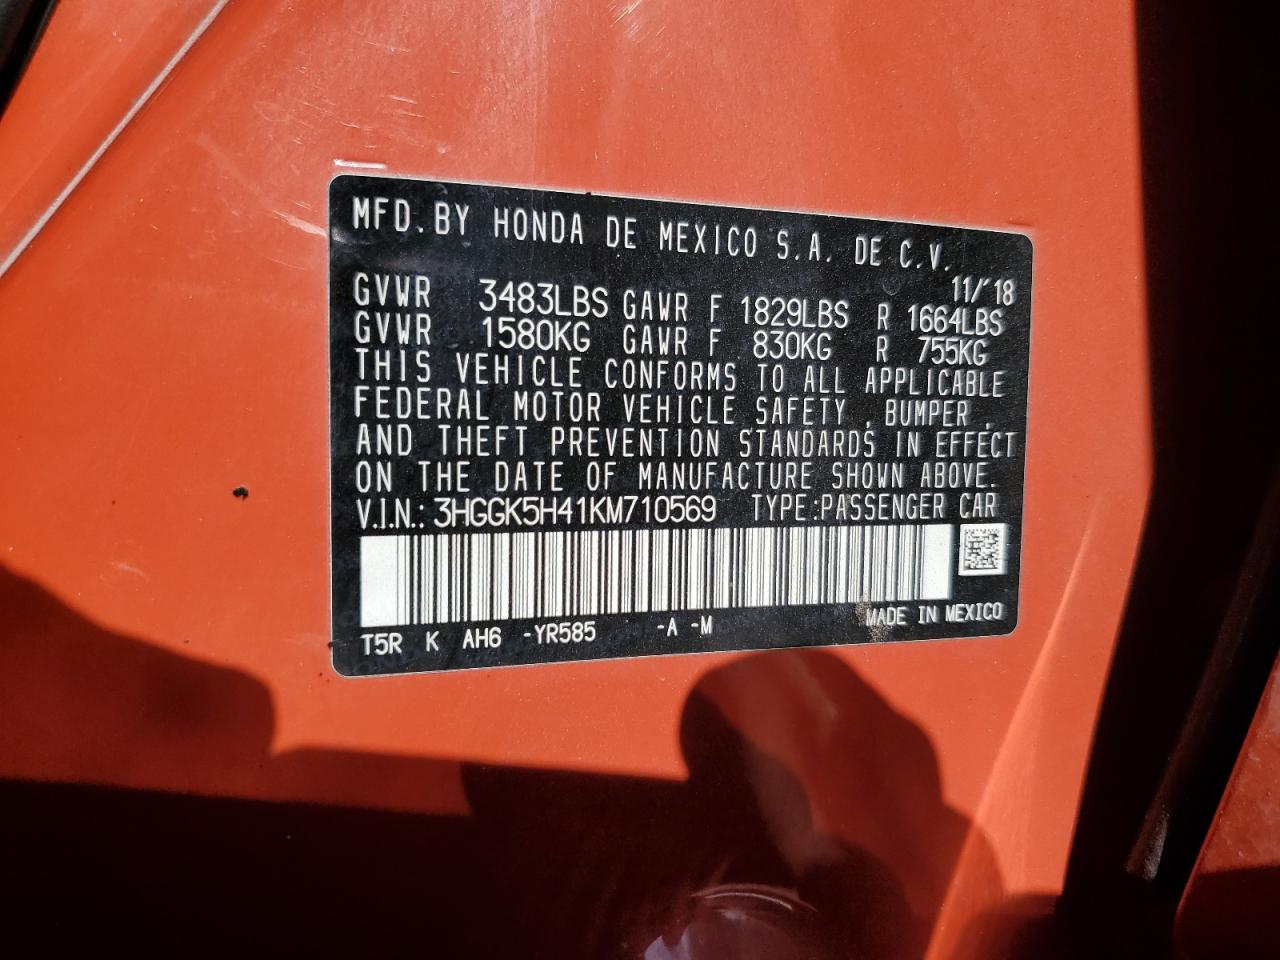 MFD. BY HONDA DE MEXICO S.A. DE C.V.
11/'18
GVWR 3483LBS GAWR F 1829LBS R 1664LBS
GVWR 1580KG GAWR F 830KG R 755KG
THIS VEHICLE CONFORMS TO ALL APPLICABLE
FEDERAL MOTOR VEHICLE SAFETY , BUMPER ,
AND THEFT PREVENTION STANDARDS IN EFFECT
ON THE DATE OF MANUFACTURE SHOWN ABOVE.
V.I.N.: 3HGGK5H41KM710569 TYPE:PASSENGER CAR
T5R K AH6 -YR585 -A -M MADE IN MEXICO